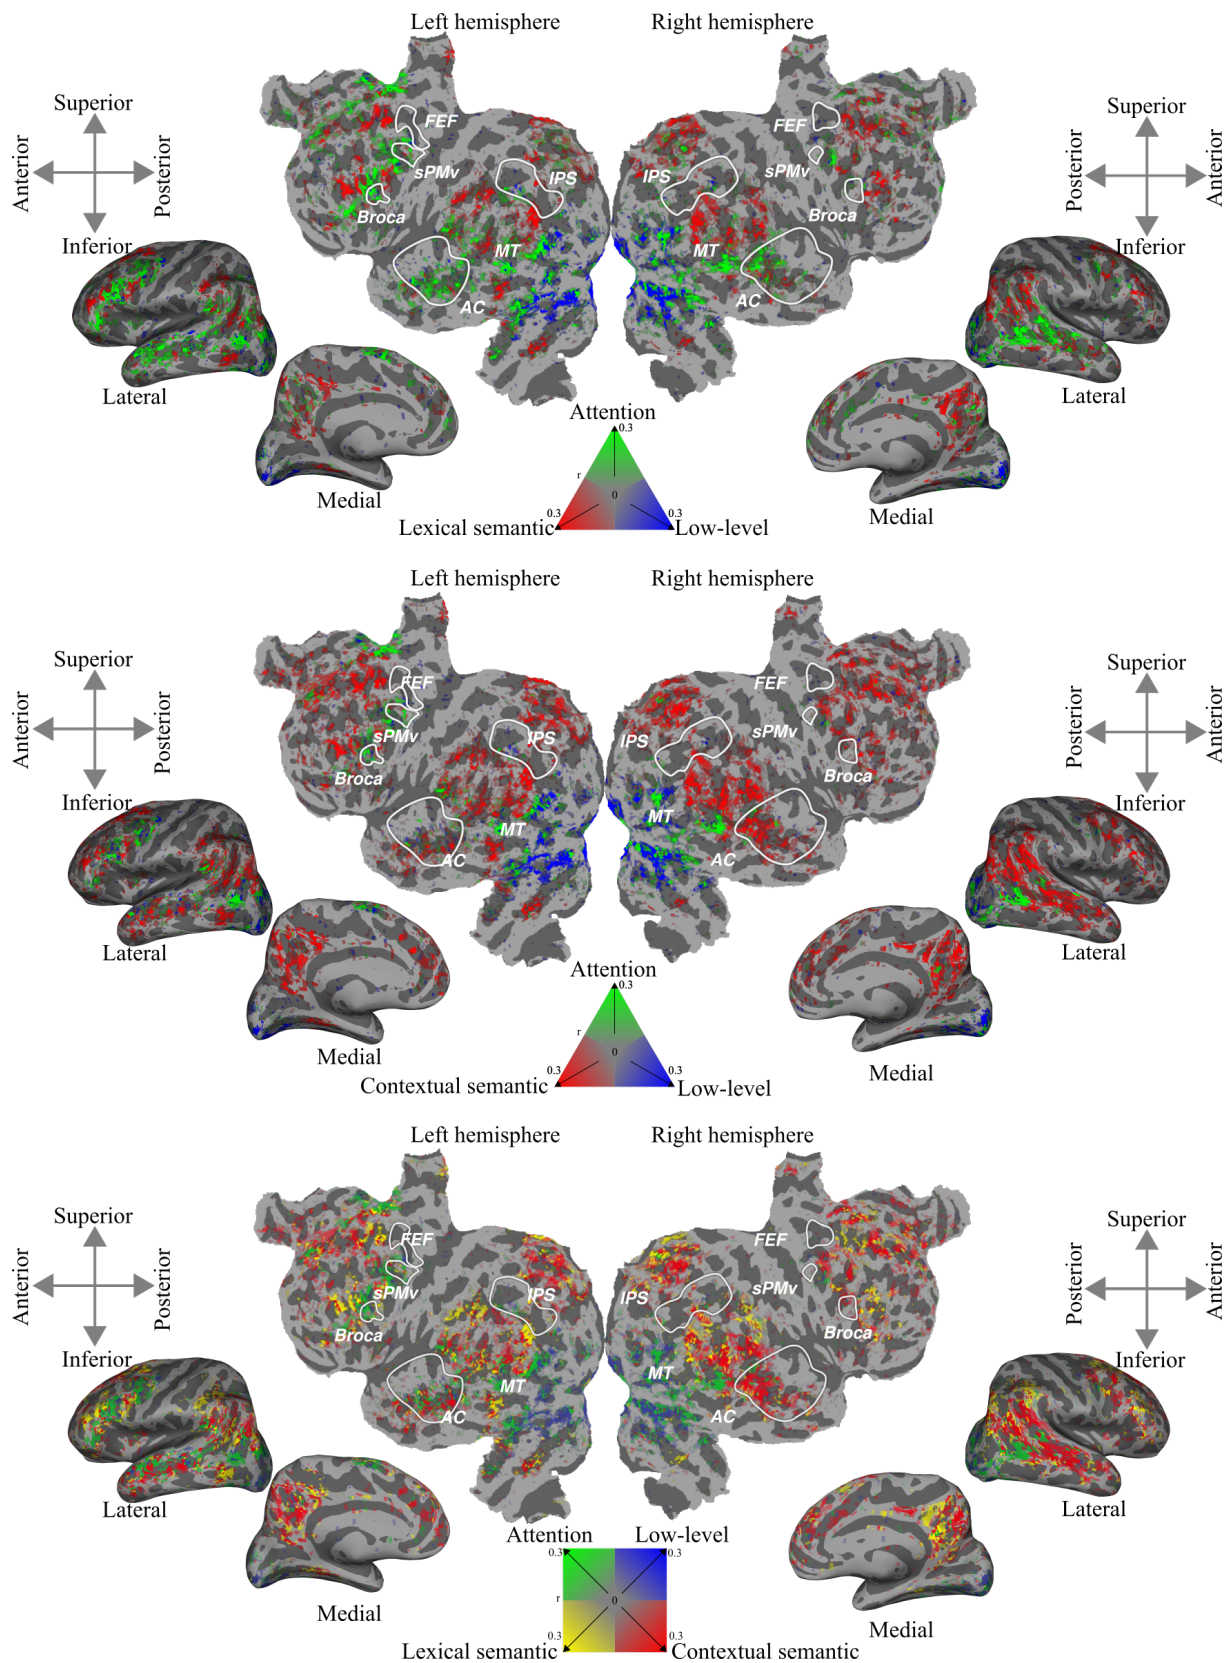 Left hemisphere
Right hemisphere
Superior
Anterior
Posterior
Inferior
FEF
sPMv
IPS
Broca
MT
AC
FEF
IPS
sPMv
Broca
MT
AC
Superior
Posterior
Anterior
Inferior
Lateral
Medial
Lateral
Medial
Attention
0.3
r
0
0.3
0.3
Lexical semantic
Low-level
Left hemisphere
Right hemisphere
Superior
Anterior
Posterior
Inferior
FEF
sPMv
IPS
Broca
MT
AC
FEF
sPMv
IPS
Broca
MT
AC
Superior
Posterior
Anterior
Inferior
Lateral
Medial
Lateral
Medial
Attention
0.3
r
0
0.3
0.3
Contextual semantic
Low-level
Left hemisphere
Right hemisphere
Superior
Anterior
Posterior
Inferior
FEF
sPMv
IPS
Broca
MT
AC
FEF
sPMv
IPS
Broca
MT
AC
Superior
Posterior
Anterior
Inferior
Lateral
Medial
Lateral
Medial
Attention
Low-level
0.3
0.3
r
0
0.3
0.3
Lexical semantic
Contextual semantic